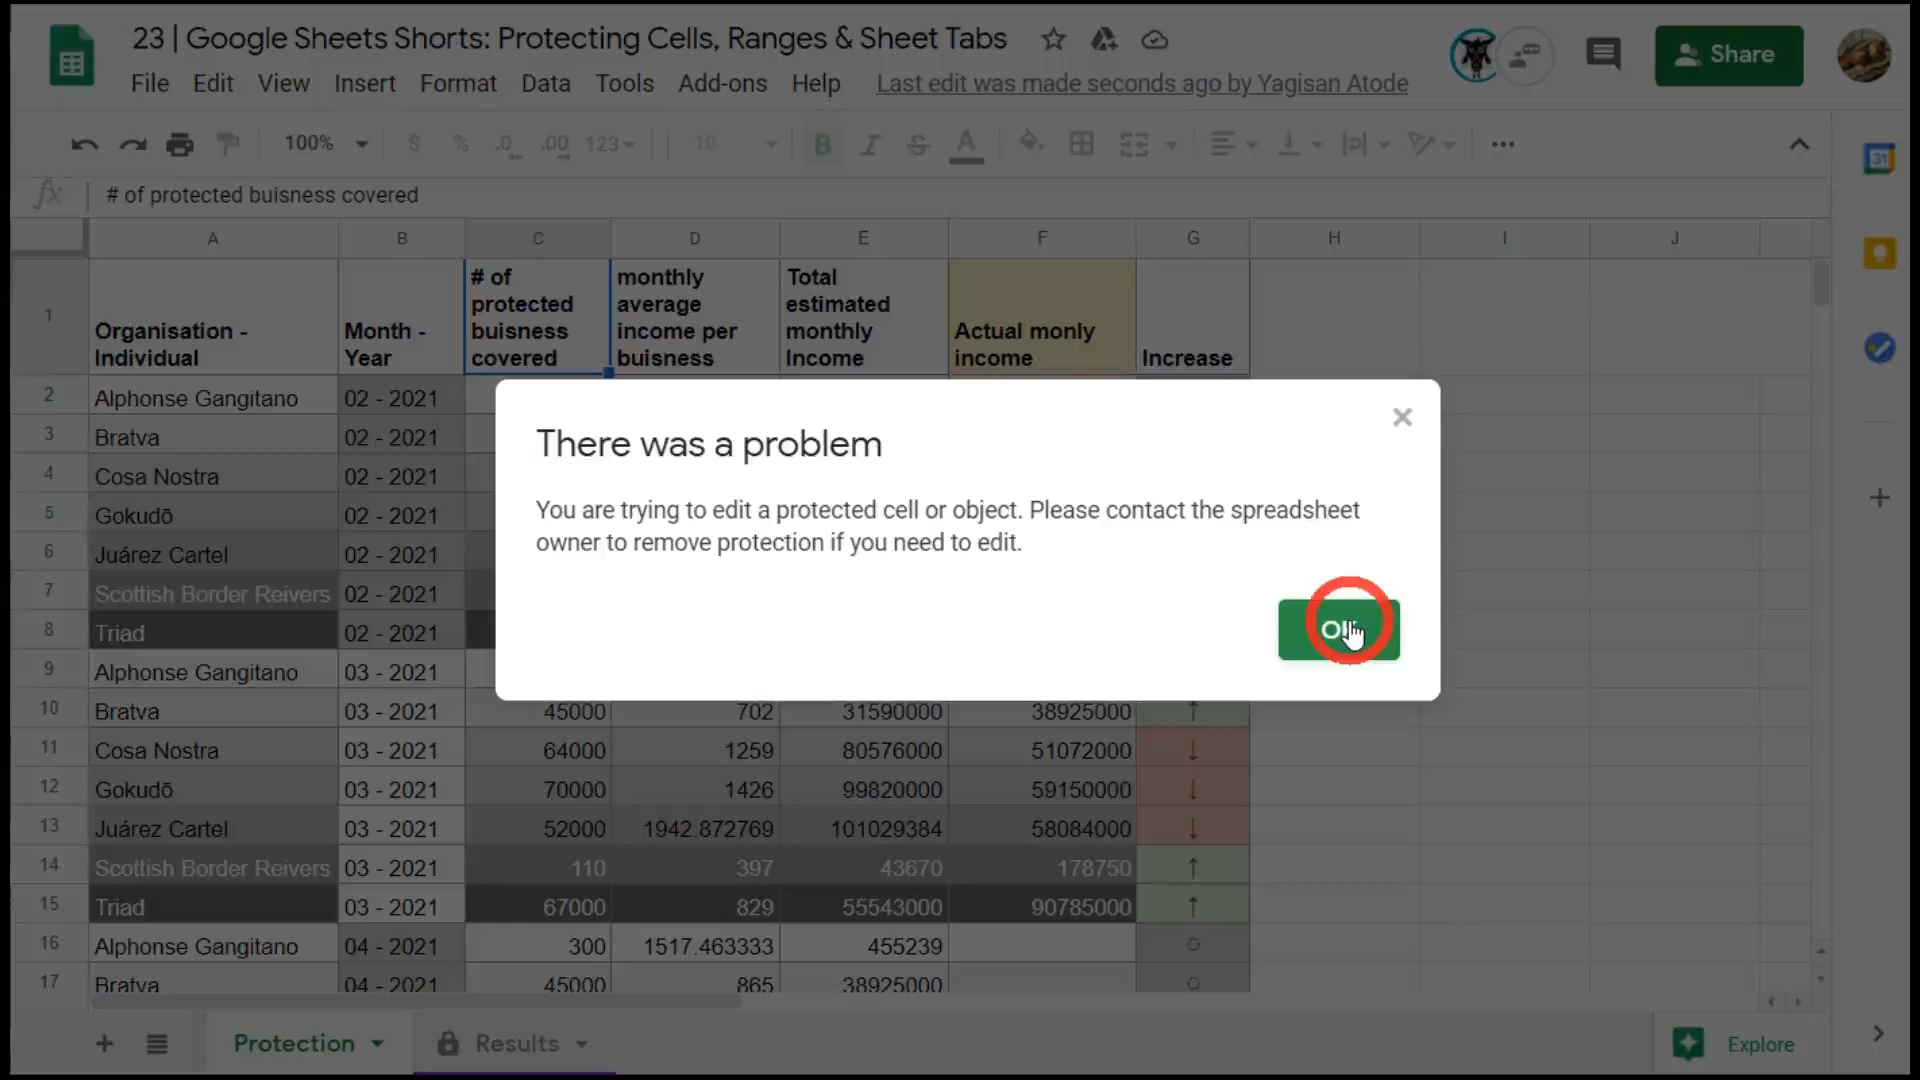 23 | Google Sheets Shorts: Protecting Cells, Ranges & Sheet Tabs
File Edit View Insert Format Data Tools Add-ons Help Last edit was made seconds ago by Yagisan Atode
Share
100% $ % .0 .00 123 10 B I S A
31
fx # of protected buisness covered
A B C D E F G H I J
1 Organisation - Individual Month - Year # of protected buisness covered monthly average income per buisness Total estimated monthly Income Actual monly income Increase
2 Alphonse Gangitano 02 - 2021
3 Bratva 02 - 2021
4 Cosa Nostra 02 - 2021
5 Gokudō 02 - 2021
6 Juárez Cartel 02 - 2021
7 Scottish Border Reivers 02 - 2021
8 Triad 02 - 2021
There was a problem
You are trying to edit a protected cell or object. Please contact the spreadsheet
owner to remove protection if you need to edit.
OK
9 Alphonse Gangitano 03 - 2021
10 Bratva 03 - 2021 45000 702 31590000 38925000 ↑
11 Cosa Nostra 03 - 2021 64000 1259 80576000 51072000 ↓
12 Gokudō 03 - 2021 70000 1426 99820000 59150000 ↓
13 Juárez Cartel 03 - 2021 52000 1942.872769 101029384 58084000 ↓
14 Scottish Border Reivers 03 - 2021 110 397 43670 178750 ↑
15 Triad 03 - 2021 67000 829 55543000 90785000 ↑
16 Alphonse Gangitano 04 - 2021 300 1517.463333 455239 ○
17 Bratva 04 - 2021 45000 865 38925000 ○
Protection Results Explore